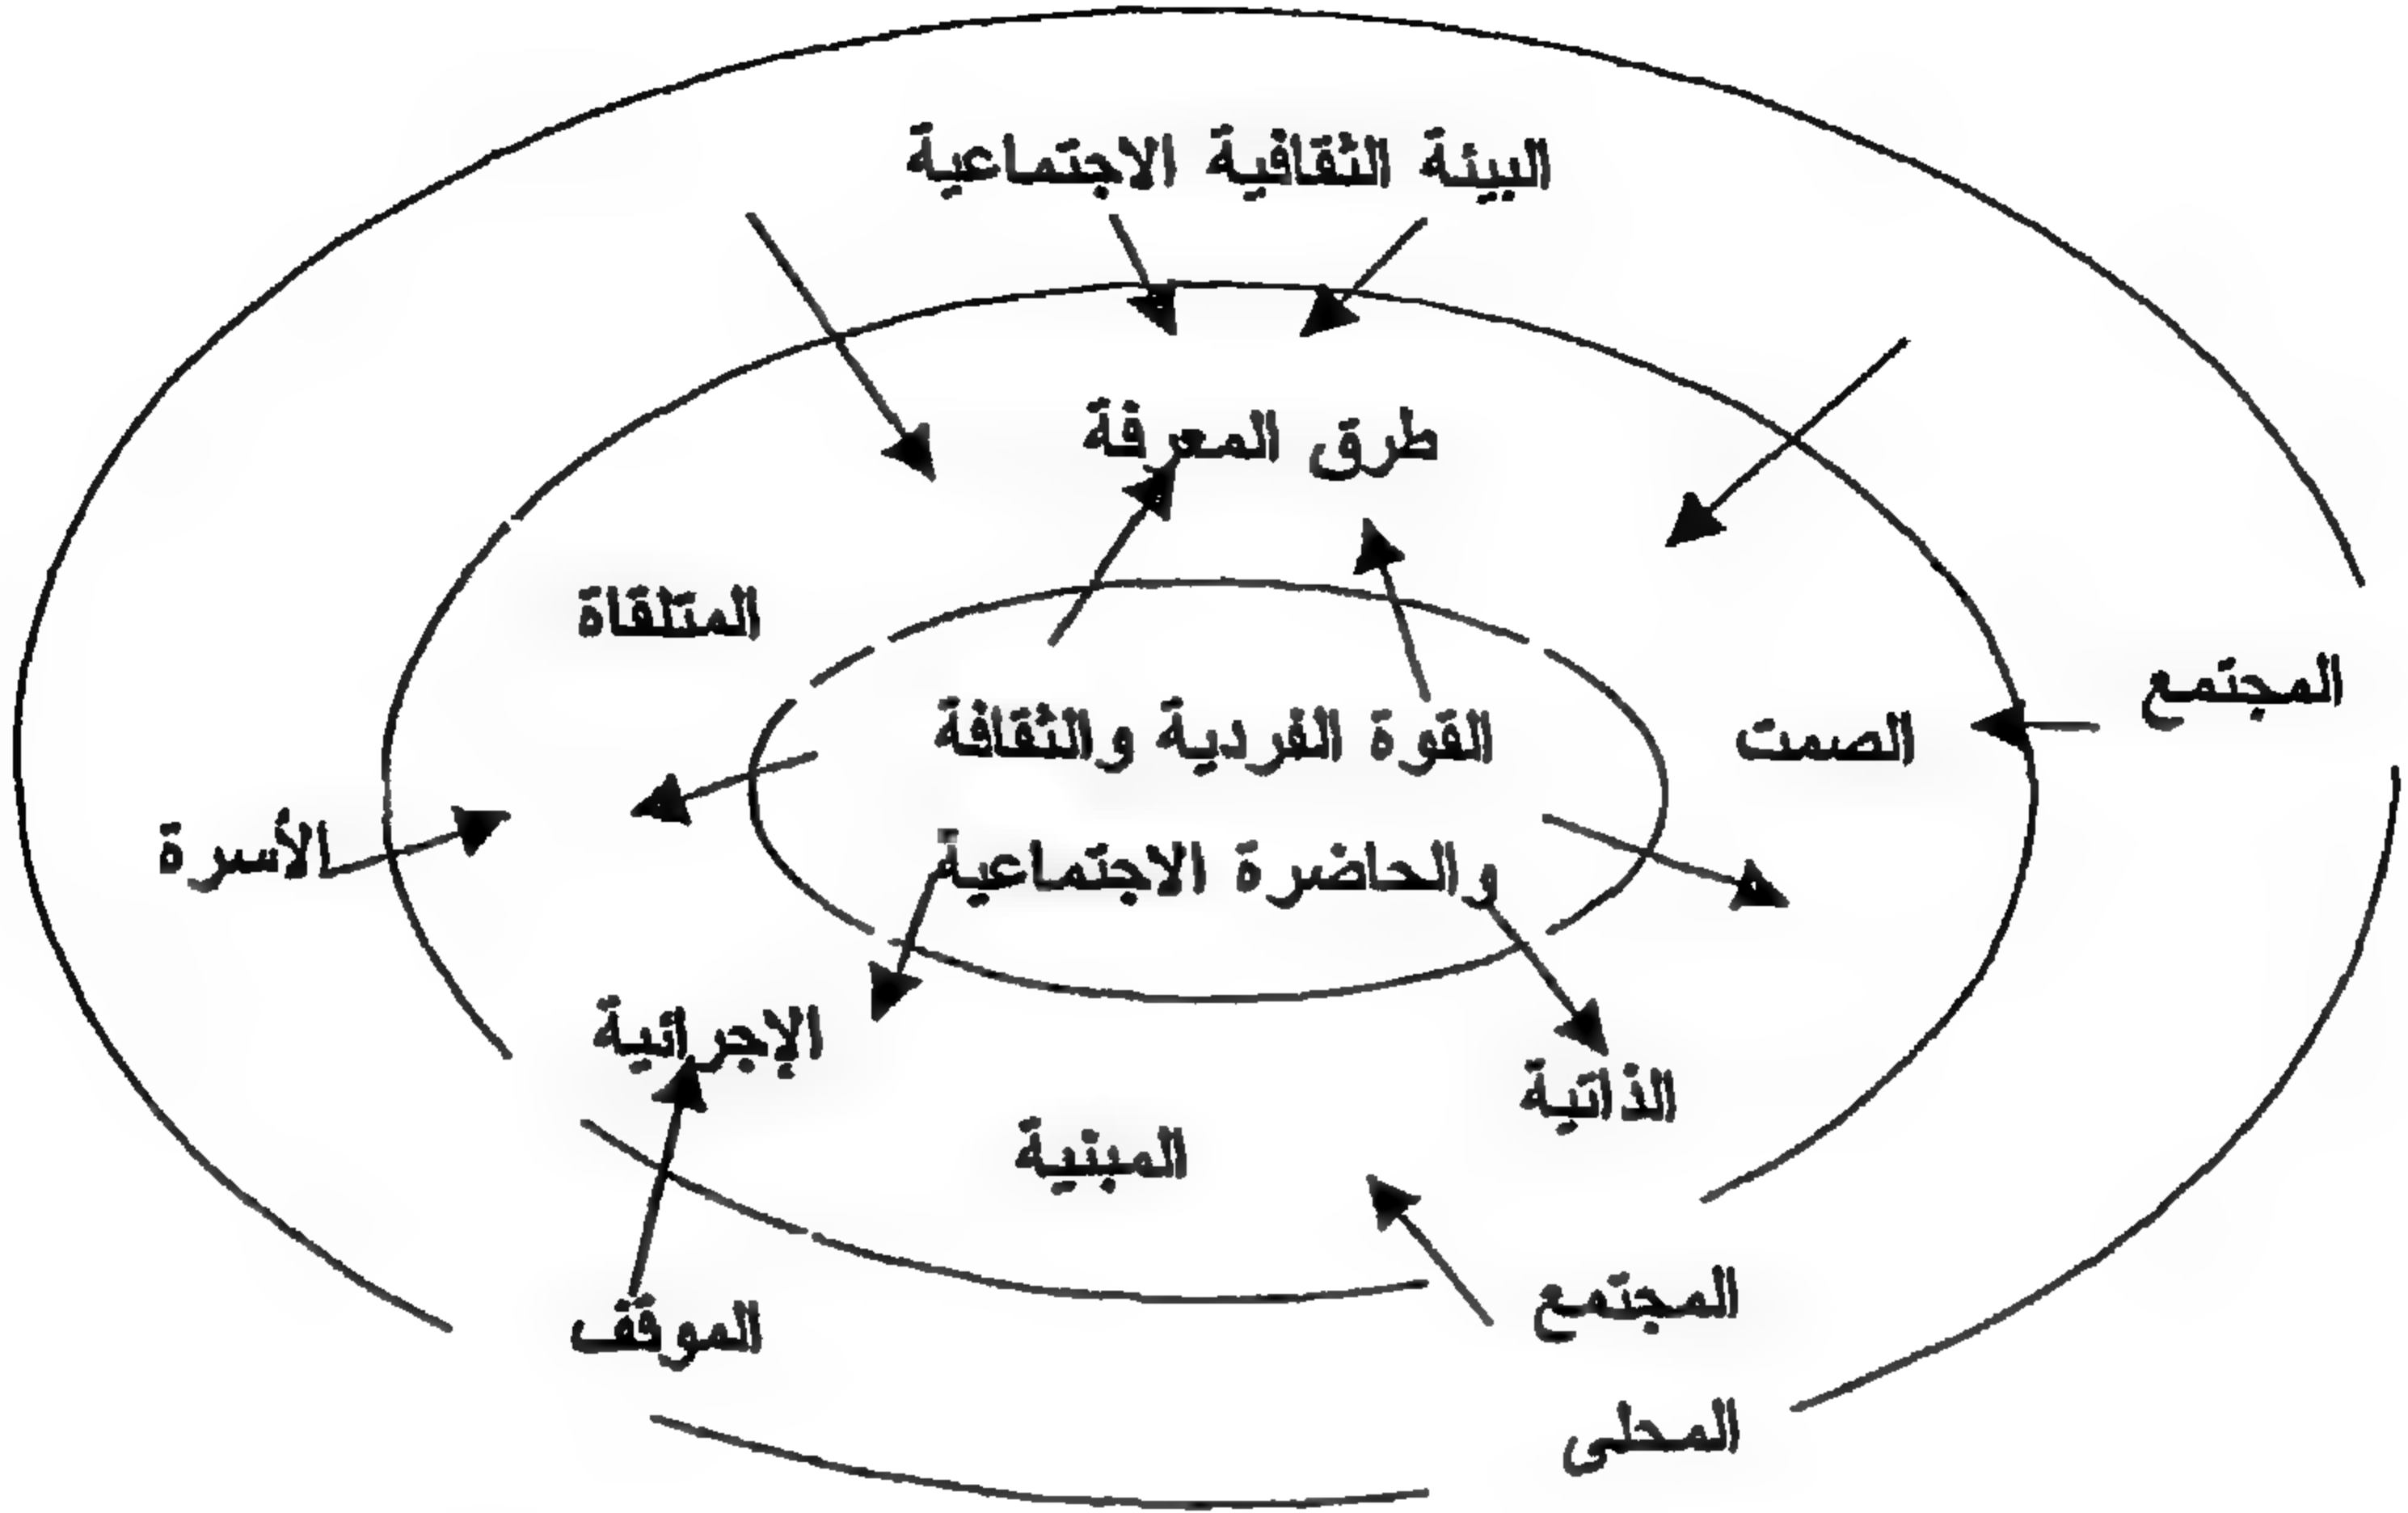 البيئة الثقافية الاجتماعية
طرق المعرفة
المتلقاة
المجتمع
الصمت
القوة الفردية والثقافة
والحاضرة الاجتماعية
الأسرة
الإجرائية
الذاتية
المبنية
الموقف
المجتمع
المحلى